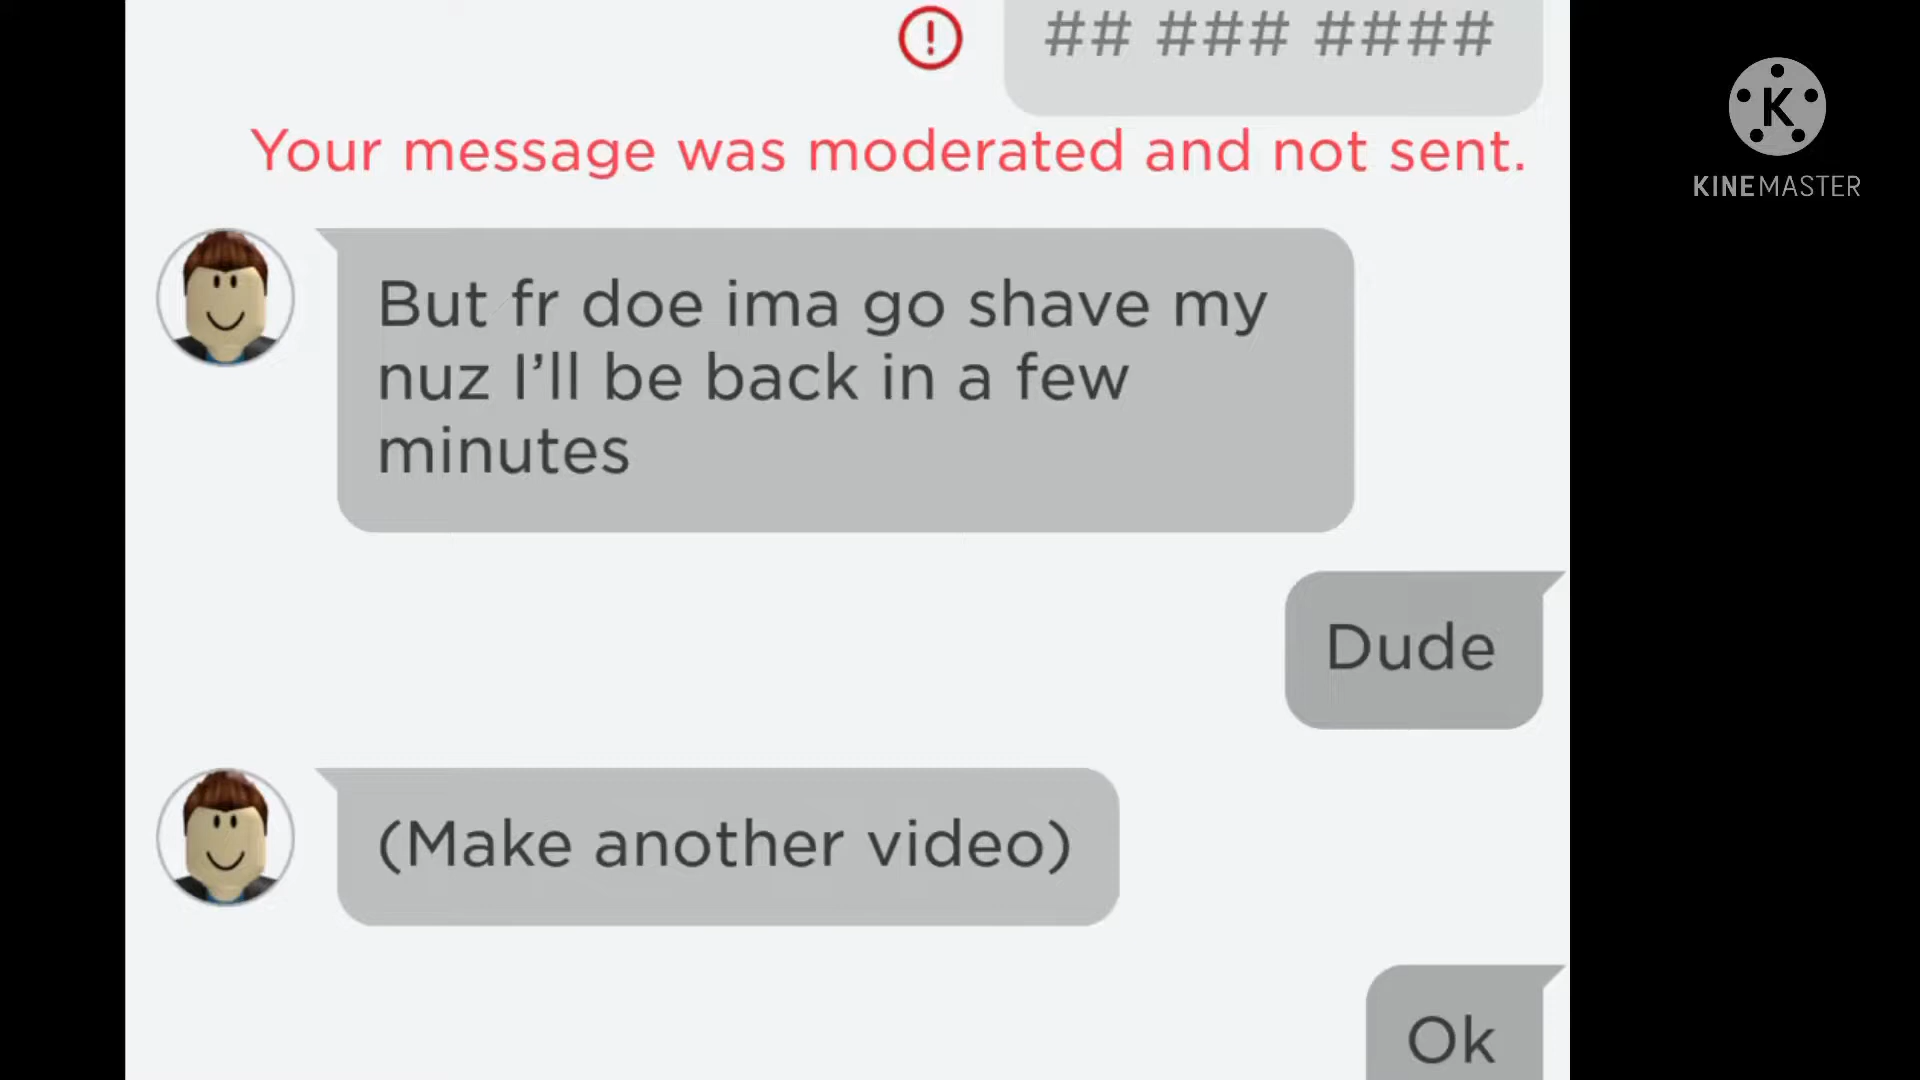 ## ### ####
Your message was moderated and not sent.
But fr doe ima go shave my
nuz I’ll be back in a few
minutes
Dude
(Make another video)
Ok
K
KINEMASTER